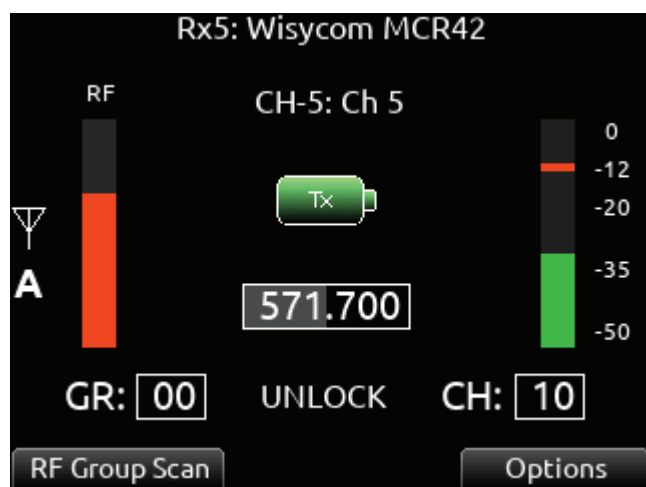 Rx5: Wisycom MCR42
RF
CH-5: Ch 5
0
-12
Tx
-20
A
-35
571.700
-50
GR: 00
UNLOCK
CH: 10
RF Group Scan
Options